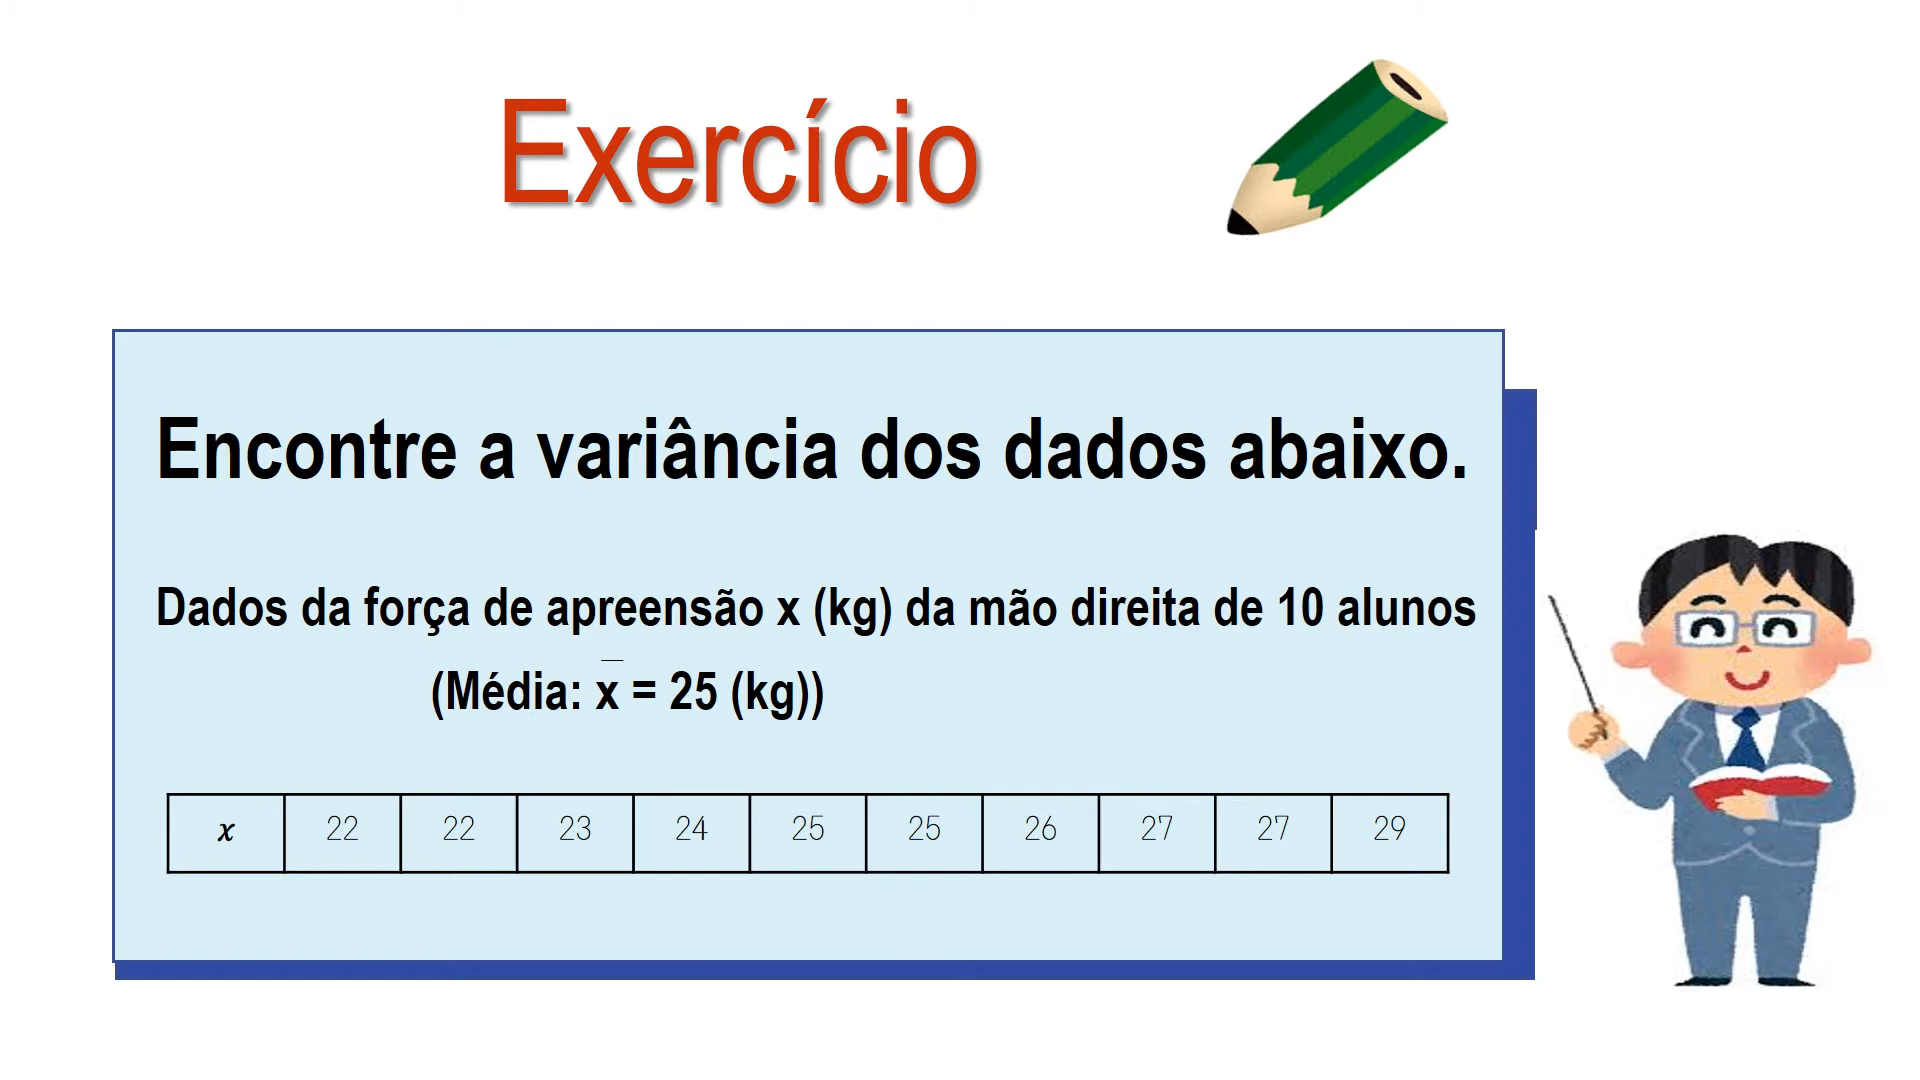 Exercício
Encontre a variância dos dados abaixo.
Dados da força de apreensão x (kg) da mão direita de 10 alunos
(Média: x̅ = 25 (kg))
x 22 22 23 24 25 25 26 27 27 29